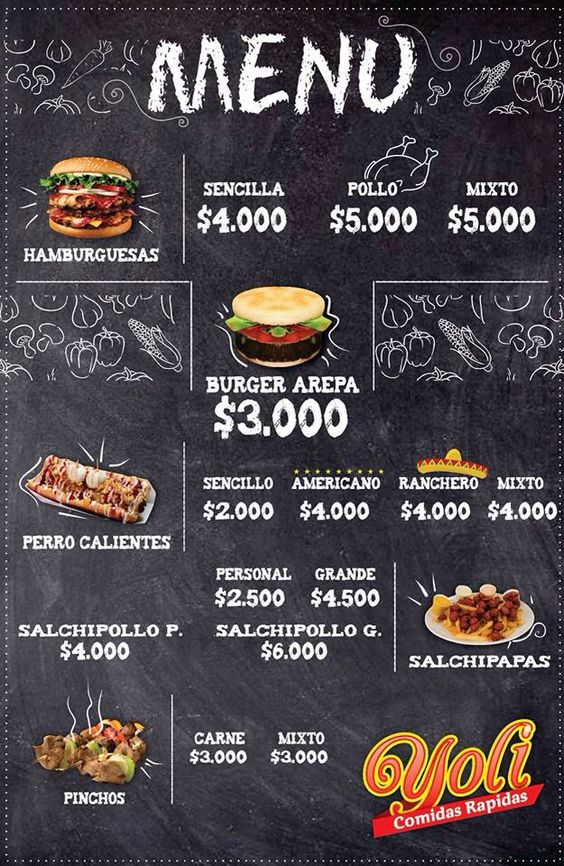 MENU
SENCILLA POLLO MIXTO
$4.000 $5.000 $5.000
HAMBURGUESAS
BURGER AREPA
$3.000
SENCILLO AMERICANO RANCHERO MIXTO
$2.000 $4.000 $4.000 $4.000
PERRO CALIENTES
PERSONAL GRANDE
$2.500 $4.500
SALCHIPOLLO P. SALCHIPOLLO G.
$4.000 $6.000
SALCHIPAPAS
CARNE MIXTO
$3.000 $3.000
PINCHOS
Yoli
Comidas Rapidas